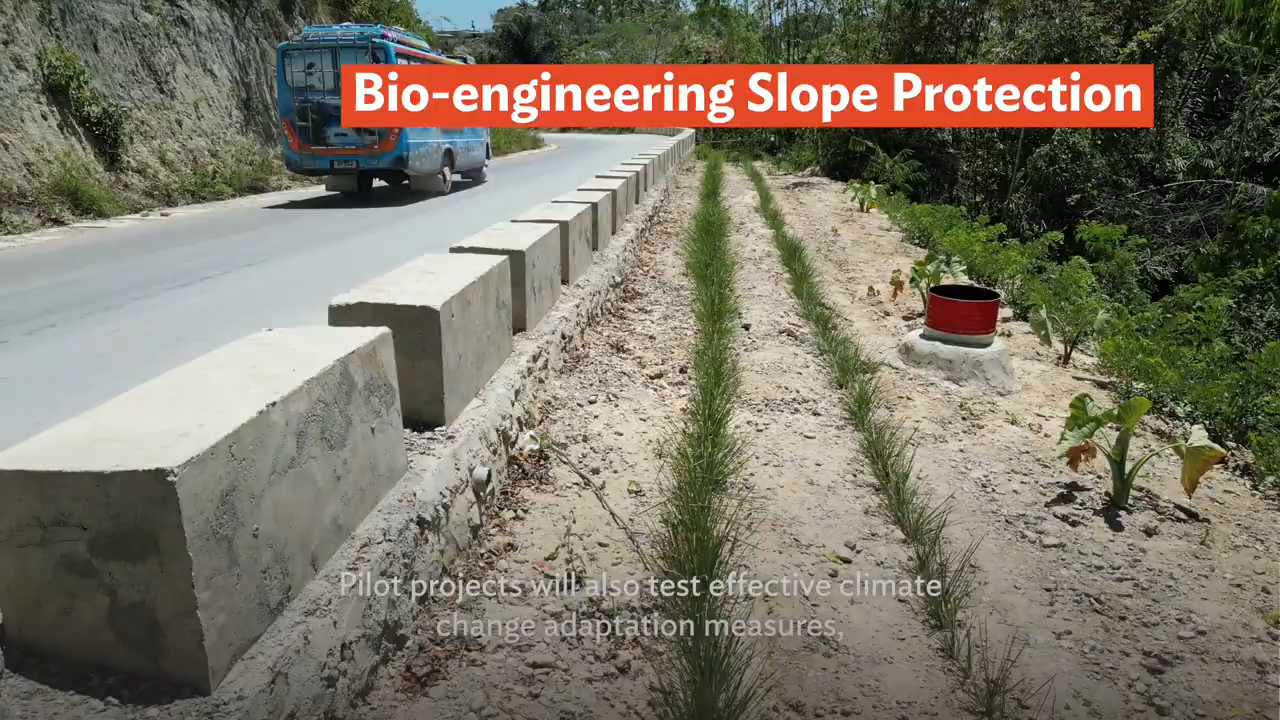 Bio-engineering Slope Protection
Pilot projects will also test effective climate
change adaptation measures,